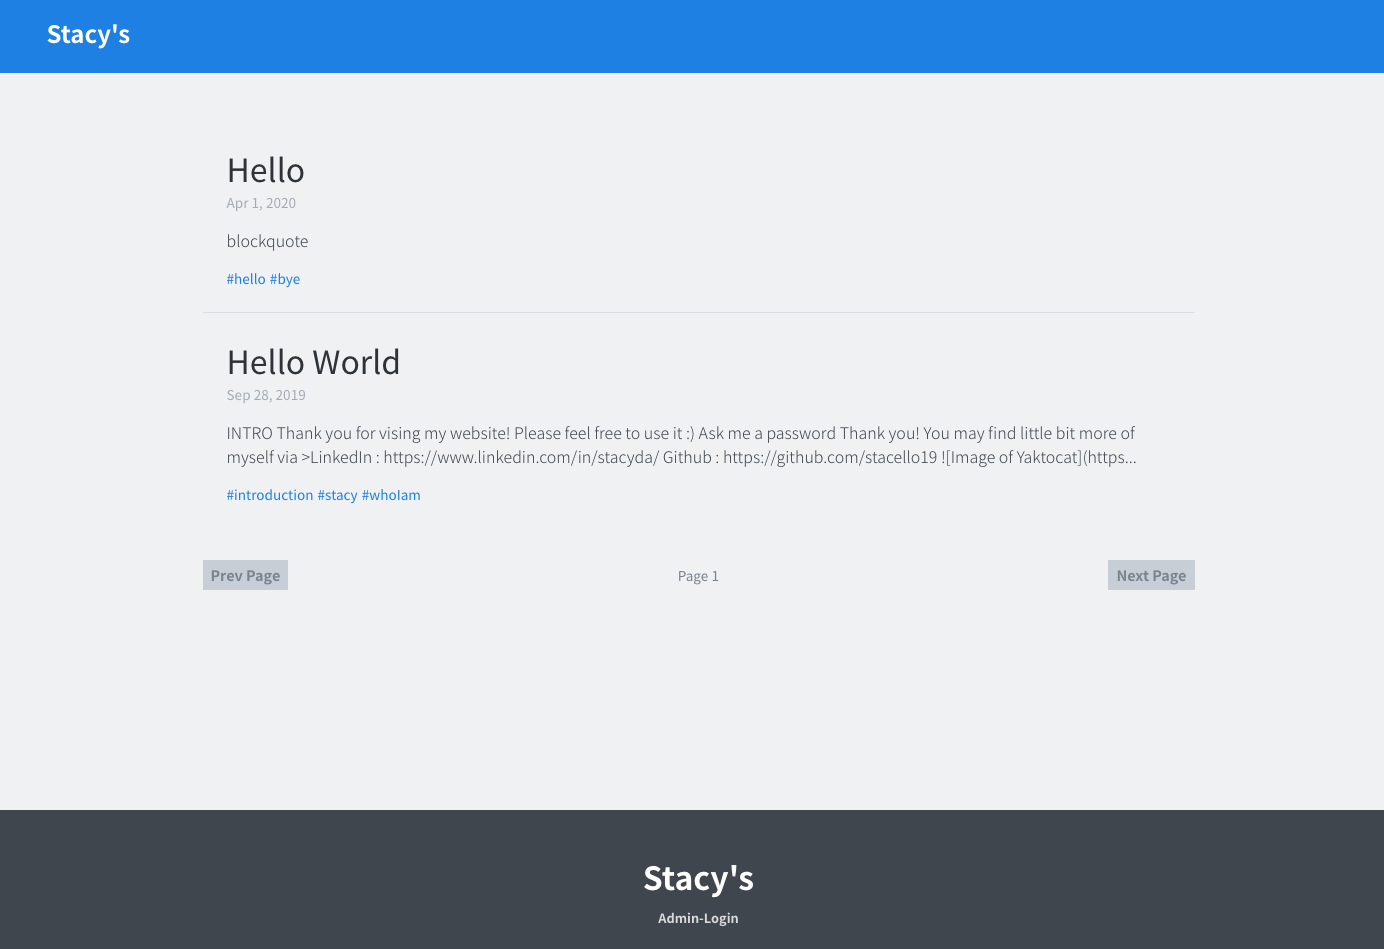 Stacy's
Hello
Apr 1, 2020
blockquote
#hello #bye
Hello World
Sep 28, 2019
INTRO Thank you for vising my website! Please feel free to use it :) Ask me a password Thank you! You may find little bit more of
myself via >LinkedIn : https://www.linkedin.com/in/stacyda/ Github : https://github.com/stacello19 ![Image of Yaktocat](https...
#introduction #stacy #whoIam
Prev Page
Page 1
Next Page
Stacy's
Admin-Login